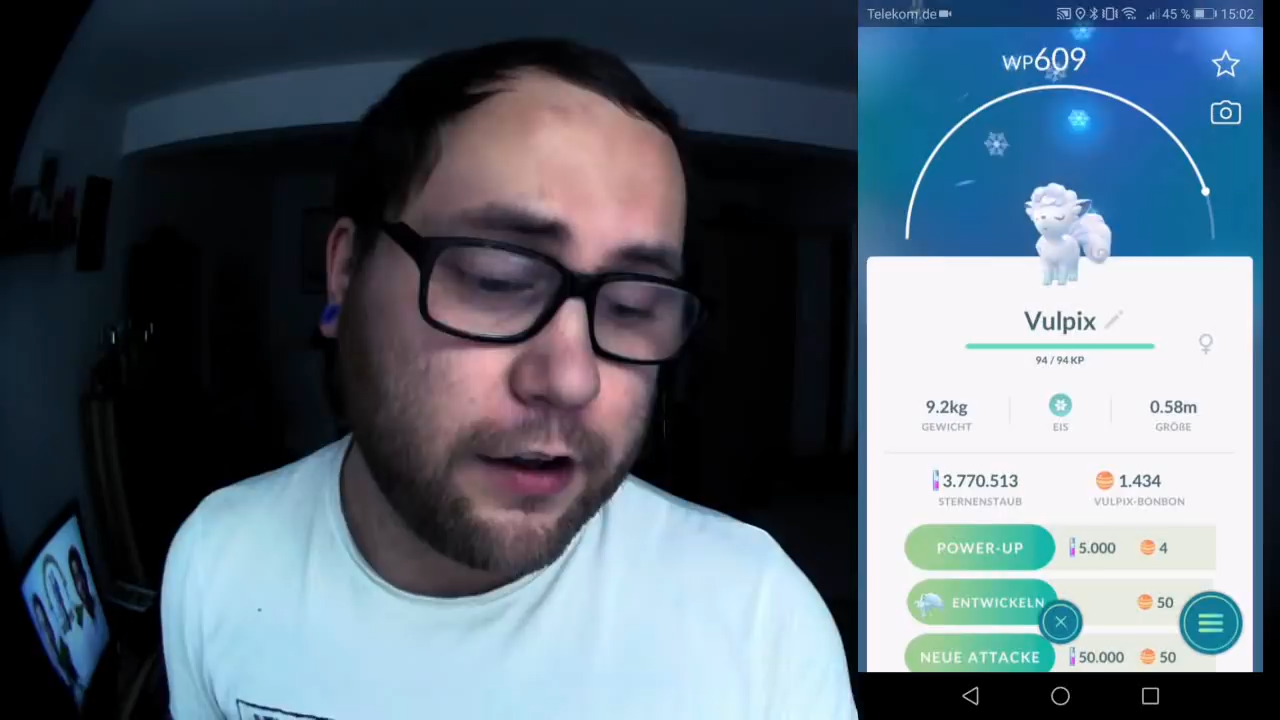 Telekom.de 45 % 15:02
WP609
Vulpix
94 / 94 KP
9.2kg 0.58m
GEWICHT EIS GRÖßE
3.770.513 1.434
STERNENSTAUB VULPIX-BONBON
POWER-UP 5.000 4
ENTWICKELN 50
NEUE ATTACKE 50.000 50